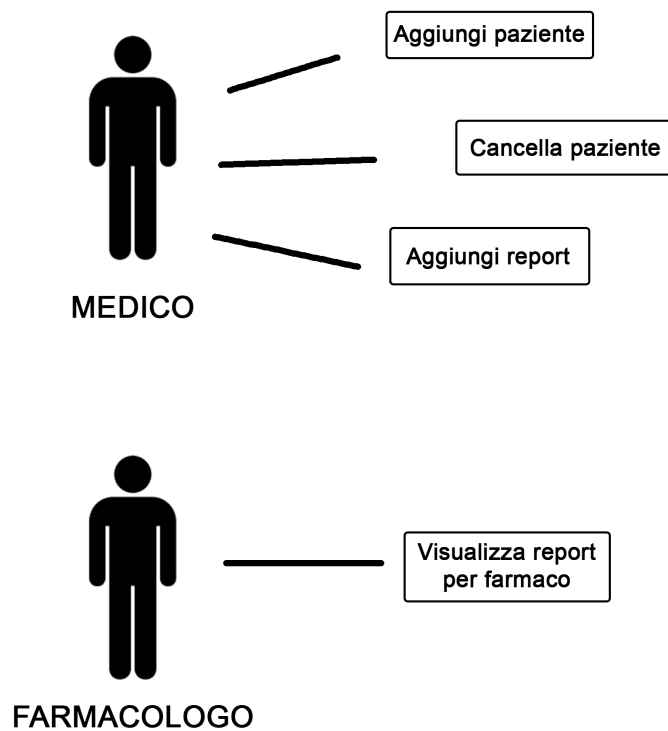 Aggiungi paziente
Cancella paziente
Aggiungi report
MEDICO
Visualizza report
per farmaco
FARMACOLOGO